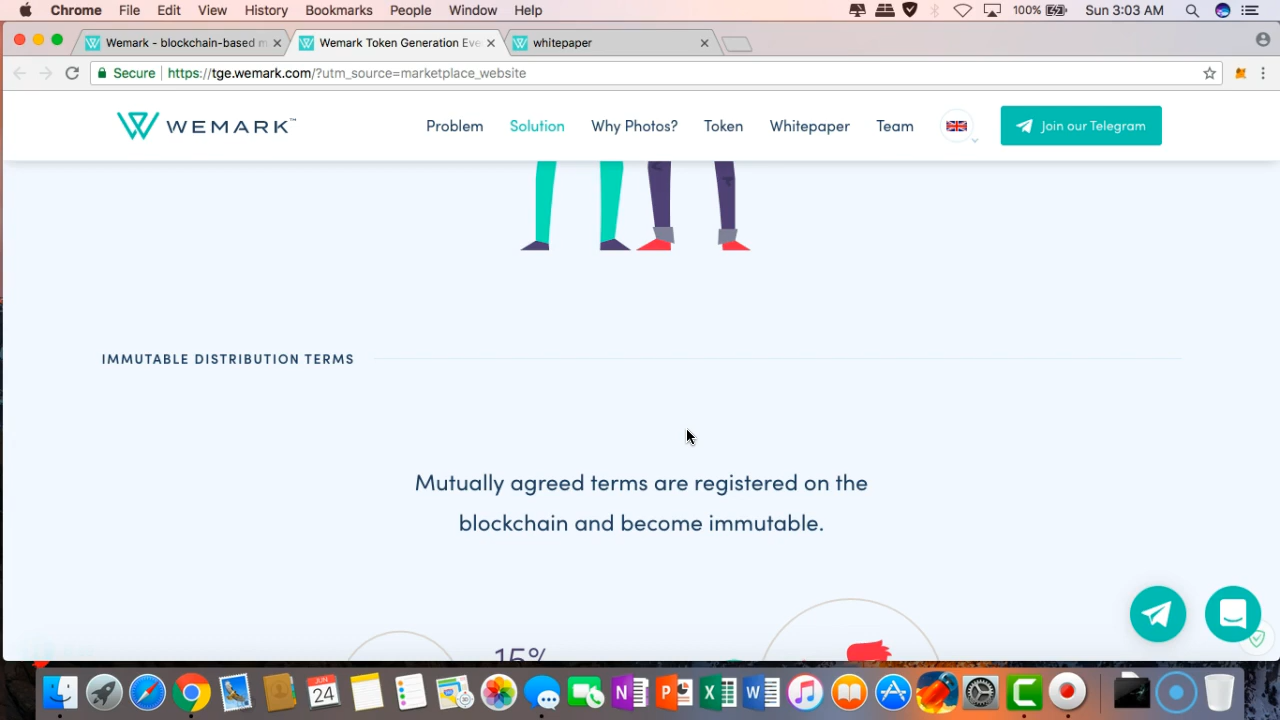 Chrome File Edit View History Bookmarks People Window Help 100% Sun 3:03 AM
Wemark - blockchain-based m Wemark Token Generation Eve whitepaper
Secure https://tge.wemark.com/?utm_source=marketplace_website
WEMARK™ Problem Solution Why Photos? Token Whitepaper Team Join our Telegram
IMMUTABLE DISTRIBUTION TERMS
Mutually agreed terms are registered on the
blockchain and become immutable.
15%
JUN
24